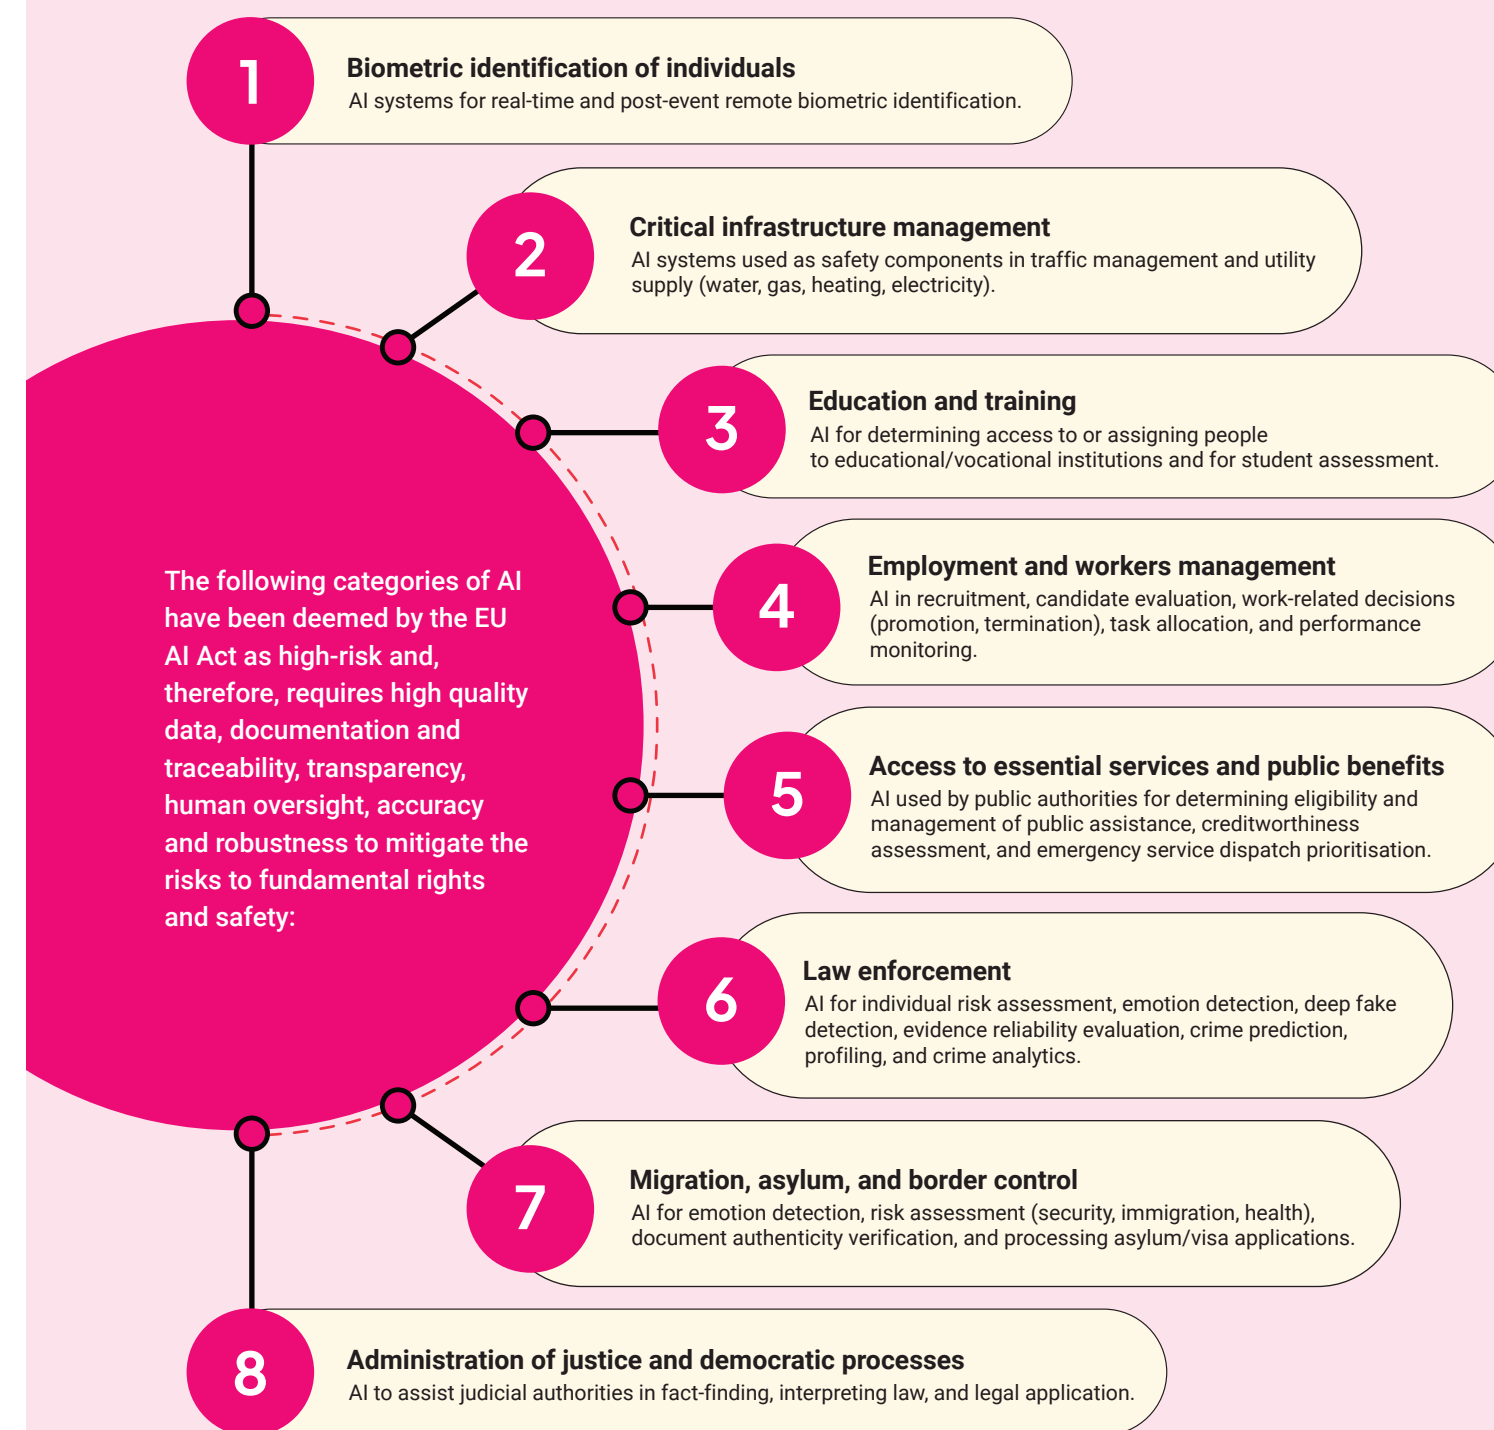 1
Biometric identification of individuals
AI systems for real-time and post-event remote biometric identification.
2
Critical infrastructure management
AI systems used as safety components in traffic management and utility
supply (water, gas, heating, electricity).
3
Education and training
AI for determining access to or assigning people
to educational/vocational institutions and for student assessment.
The following categories of AI
have been deemed by the EU
AI Act as high-risk and,
therefore, requires high quality
data, documentation and
traceability, transparency,
human oversight, accuracy
and robustness to mitigate the
risks to fundamental rights
and safety:
4
Employment and workers management
AI in recruitment, candidate evaluation, work-related decisions
(promotion, termination), task allocation, and performance
monitoring.
5
Access to essential services and public benefits
AI used by public authorities for determining eligibility and
management of public assistance, creditworthiness
assessment, and emergency service dispatch prioritisation.
6
Law enforcement
AI for individual risk assessment, emotion detection, deep fake
detection, evidence reliability evaluation, crime prediction,
profiling, and crime analytics.
7
Migration, asylum, and border control
AI for emotion detection, risk assessment (security, immigration, health),
document authenticity verification, and processing asylum/visa applications.
8
Administration of justice and democratic processes
AI to assist judicial authorities in fact-finding, interpreting law, and legal application.